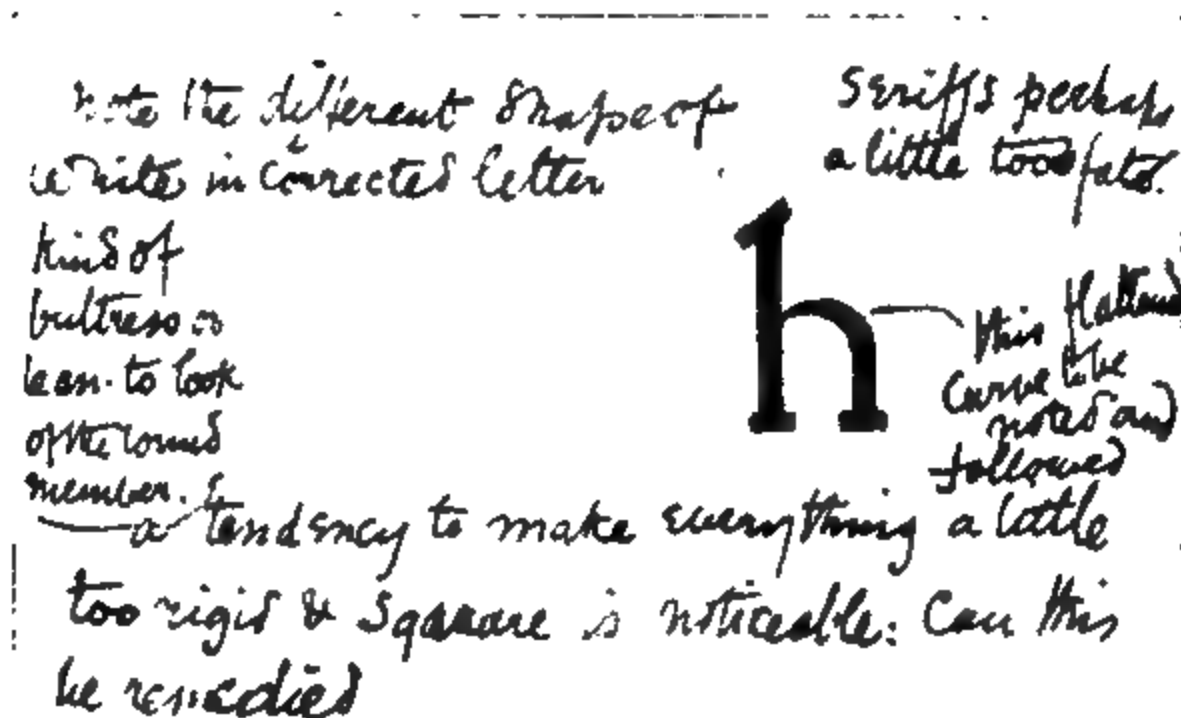 note the different shape of
white in corrected letter
seriffs perhaps
a little too fat.
h
kind of
buttress or
lean-to look
of the round
member.
this flattened
curve to be
noted and
followed
a tendency to make everything a little
too rigid & sqaure is noticeable: can this
be remedied